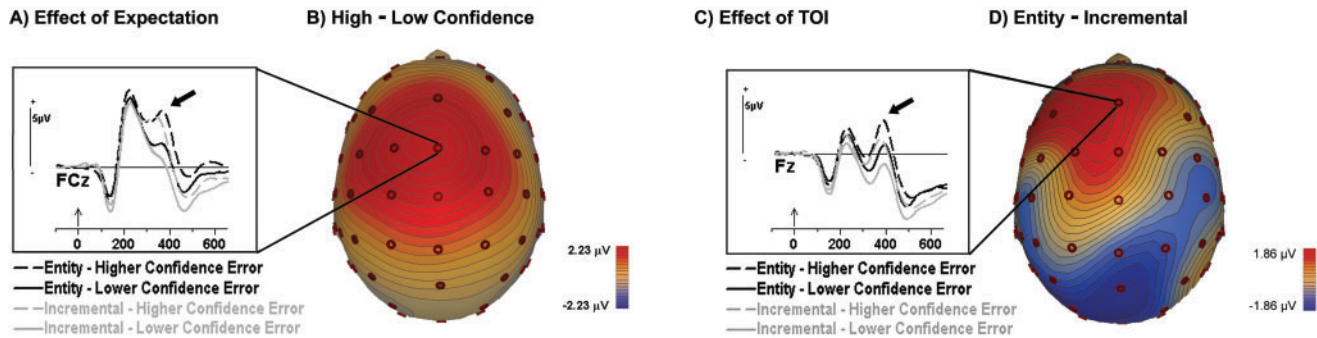 A) Effect of Expectation
B) High - Low Confidence
C) Effect of TOI
D) Entity - Incremental
+
5µV
-
FCz
0 200 400 600
Entity - Higher Confidence Error
Entity - Lower Confidence Error
Incremental - Higher Confidence Error
Incremental - Lower Confidence Error
2.23 µV
-2.23 µV
+
5µV
-
Fz
0 200 400 600
Entity - Higher Confidence Error
Entity - Lower Confidence Error
Incremental - Higher Confidence Error
Incremental - Lower Confidence Error
1.86 µV
-1.86 µV